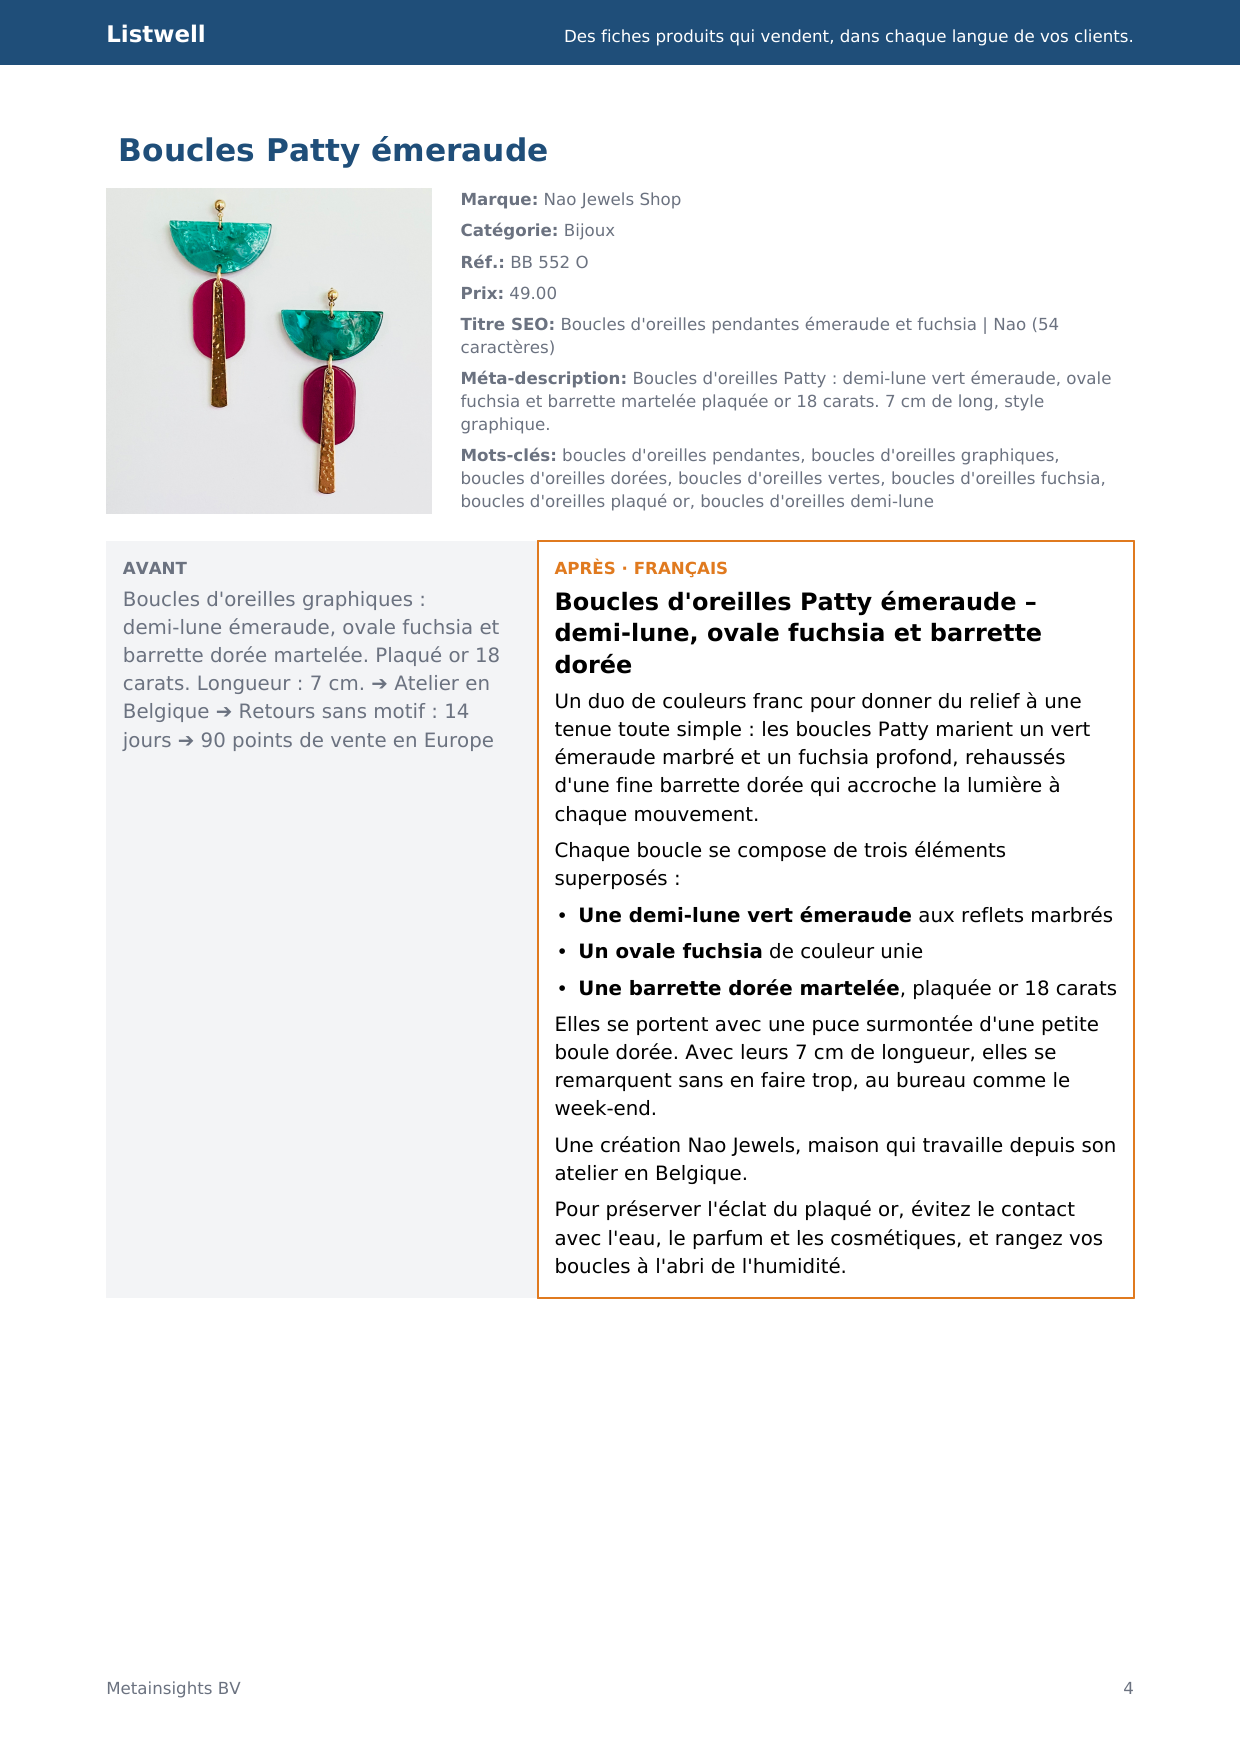 Listwell
Des fiches produits qui vendent, dans chaque langue de vos clients.
Boucles Patty émeraude
Marque: Nao Jewels Shop
Catégorie: Bijoux
Réf.: BB 552 O
Prix: 49.00
Titre SEO: Boucles d'oreilles pendantes émeraude et fuchsia | Nao (54
caractères)
Méta-description: Boucles d'oreilles Patty : demi-lune vert émeraude, ovale
fuchsia et barrette martelée plaquée or 18 carats. 7 cm de long, style
graphique.
Mots-clés: boucles d'oreilles pendantes, boucles d'oreilles graphiques,
boucles d'oreilles dorées, boucles d'oreilles vertes, boucles d'oreilles fuchsia,
boucles d'oreilles plaqué or, boucles d'oreilles demi-lune
AVANT
Boucles d'oreilles graphiques :
demi-lune émeraude, ovale fuchsia et
barrette dorée martelée. Plaqué or 18
carats. Longueur : 7 cm. ➔ Atelier en
Belgique ➔ Retours sans motif : 14
jours ➔ 90 points de vente en Europe
APRÈS · FRANÇAIS
Boucles d'oreilles Patty émeraude –
demi-lune, ovale fuchsia et barrette
dorée
Un duo de couleurs franc pour donner du relief à une
tenue toute simple : les boucles Patty marient un vert
émeraude marbré et un fuchsia profond, rehaussés
d'une fine barrette dorée qui accroche la lumière à
chaque mouvement.
Chaque boucle se compose de trois éléments
superposés :
• Une demi-lune vert émeraude aux reflets marbrés
• Un ovale fuchsia de couleur unie
• Une barrette dorée martelée, plaquée or 18 carats
Elles se portent avec une puce surmontée d'une petite
boule dorée. Avec leurs 7 cm de longueur, elles se
remarquent sans en faire trop, au bureau comme le
week-end.
Une création Nao Jewels, maison qui travaille depuis son
atelier en Belgique.
Pour préserver l'éclat du plaqué or, évitez le contact
avec l'eau, le parfum et les cosmétiques, et rangez vos
boucles à l'abri de l'humidité.
Metainsights BV
4